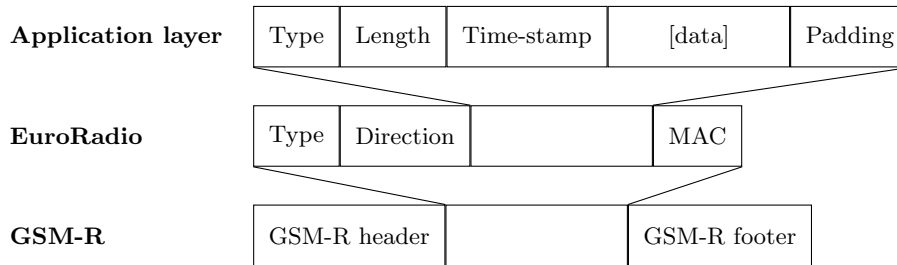 Application layer Type Length Time-stamp [data] Padding
EuroRadio Type Direction MAC
GSM-R GSM-R header GSM-R footer